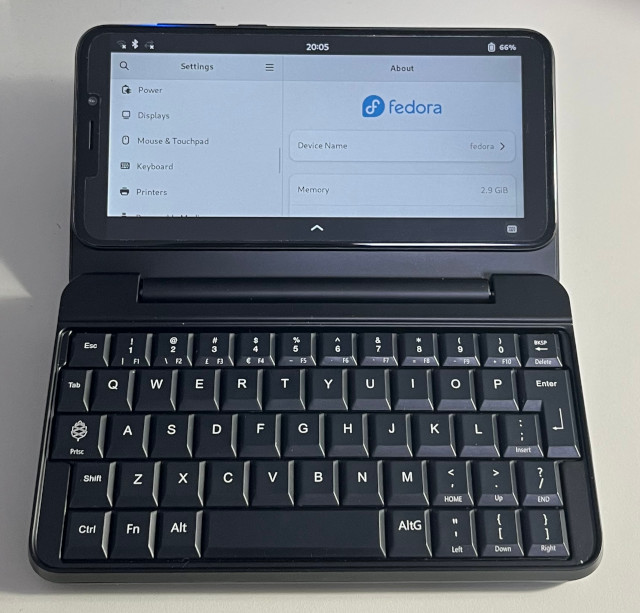 20:05 66%
Settings About
Power
Displays
fedora
Mouse & Touchpad
Device Name fedora
Keyboard
Printers
Memory 2.9 GiB
Esc ! @ # $ % ^ & * ( ) BKSP
1 2 3 4 5 6 7 8 9 0
| F1 \ F2 £ F3 € F4 ~ F5 ` F6 - F7 = F8 - F9 + F10 Delete
Tab Q W E R T Y U I O P Enter
A S D F G H J K L :
;
Prtsc Insert
Shift Z X C V B N M < > ?
, . /
HOME Up END
Ctrl Fn Alt AltG " { }
' [ ]
Left Down Right